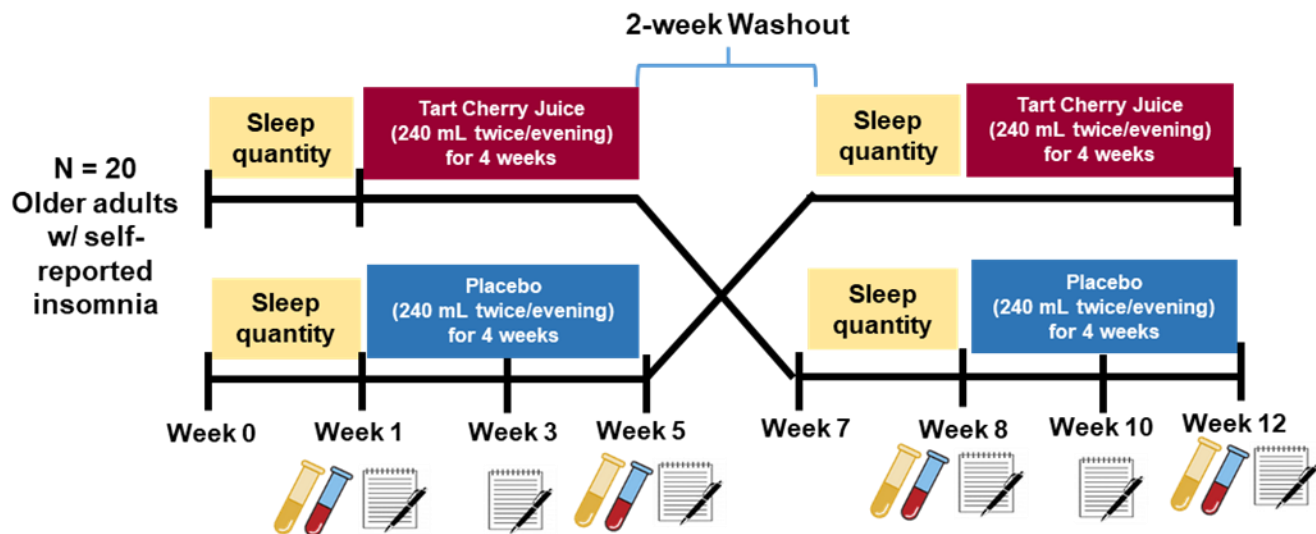 2-week Washout
Sleep
quantity
Tart Cherry Juice
(240 mL twice/evening)
for 4 weeks
Sleep
quantity
Tart Cherry Juice
(240 mL twice/evening)
for 4 weeks
N = 20
Older adults
w/ self-
reported
insomnia
Sleep
quantity
Placebo
(240 mL twice/evening)
for 4 weeks
Sleep
quantity
Placebo
(240 mL twice/evening)
for 4 weeks
Week 0
Week 1
Week 3
Week 5
Week 7
Week 8
Week 10
Week 12